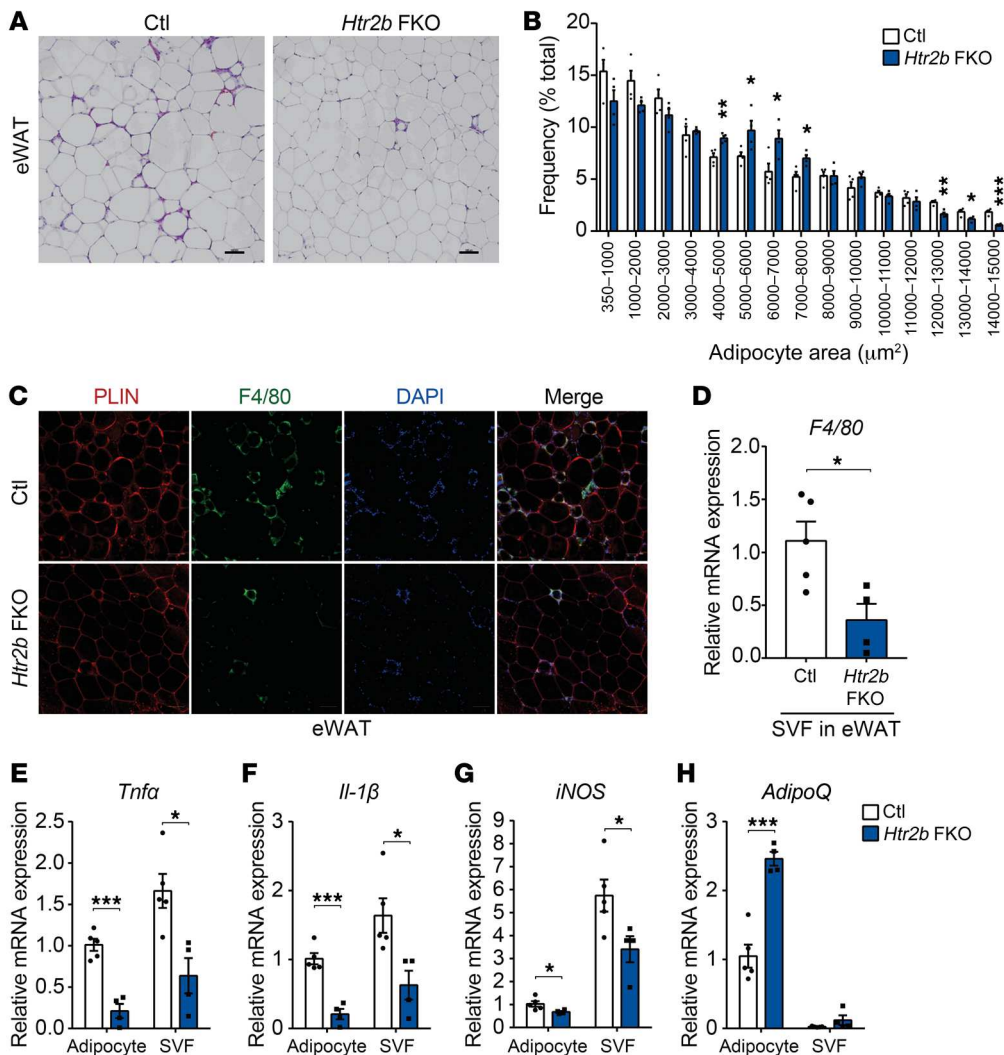 A
Ctl
Htr2b FKO
eWAT
B
Ctl
Htr2b FKO
Frequency (% total)
20
15
10
5
0
**
*
*
*
**
*
***
350–1000
1000–2000
2000–3000
3000–4000
4000–5000
5000–6000
6000–7000
7000–8000
8000–9000
9000–10000
10000–11000
11000–12000
12000–13000
13000–14000
14000–15000
Adipocyte area (μm²)
C
PLIN
F4/80
DAPI
Merge
Ctl
Htr2b FKO
eWAT
D
F4/80
Relative mRNA expression
2.0
1.5
1.0
0.5
0.0
*
Ctl
Htr2b
FKO
SVF in eWAT
E
Tnfα
Relative mRNA expression
2.5
2.0
1.5
1.0
0.5
0.0
***
*
Adipocyte SVF
F
Il-1β
Relative mRNA expression
3
2
1
0
***
*
Adipocyte SVF
G
iNOS
Relative mRNA expression
9
8
7
6
5
4
3
2
1
0
*
*
Adipocyte SVF
H
AdipoQ
Relative mRNA expression
3
2
1
0
***
Adipocyte SVF
Ctl
Htr2b FKO